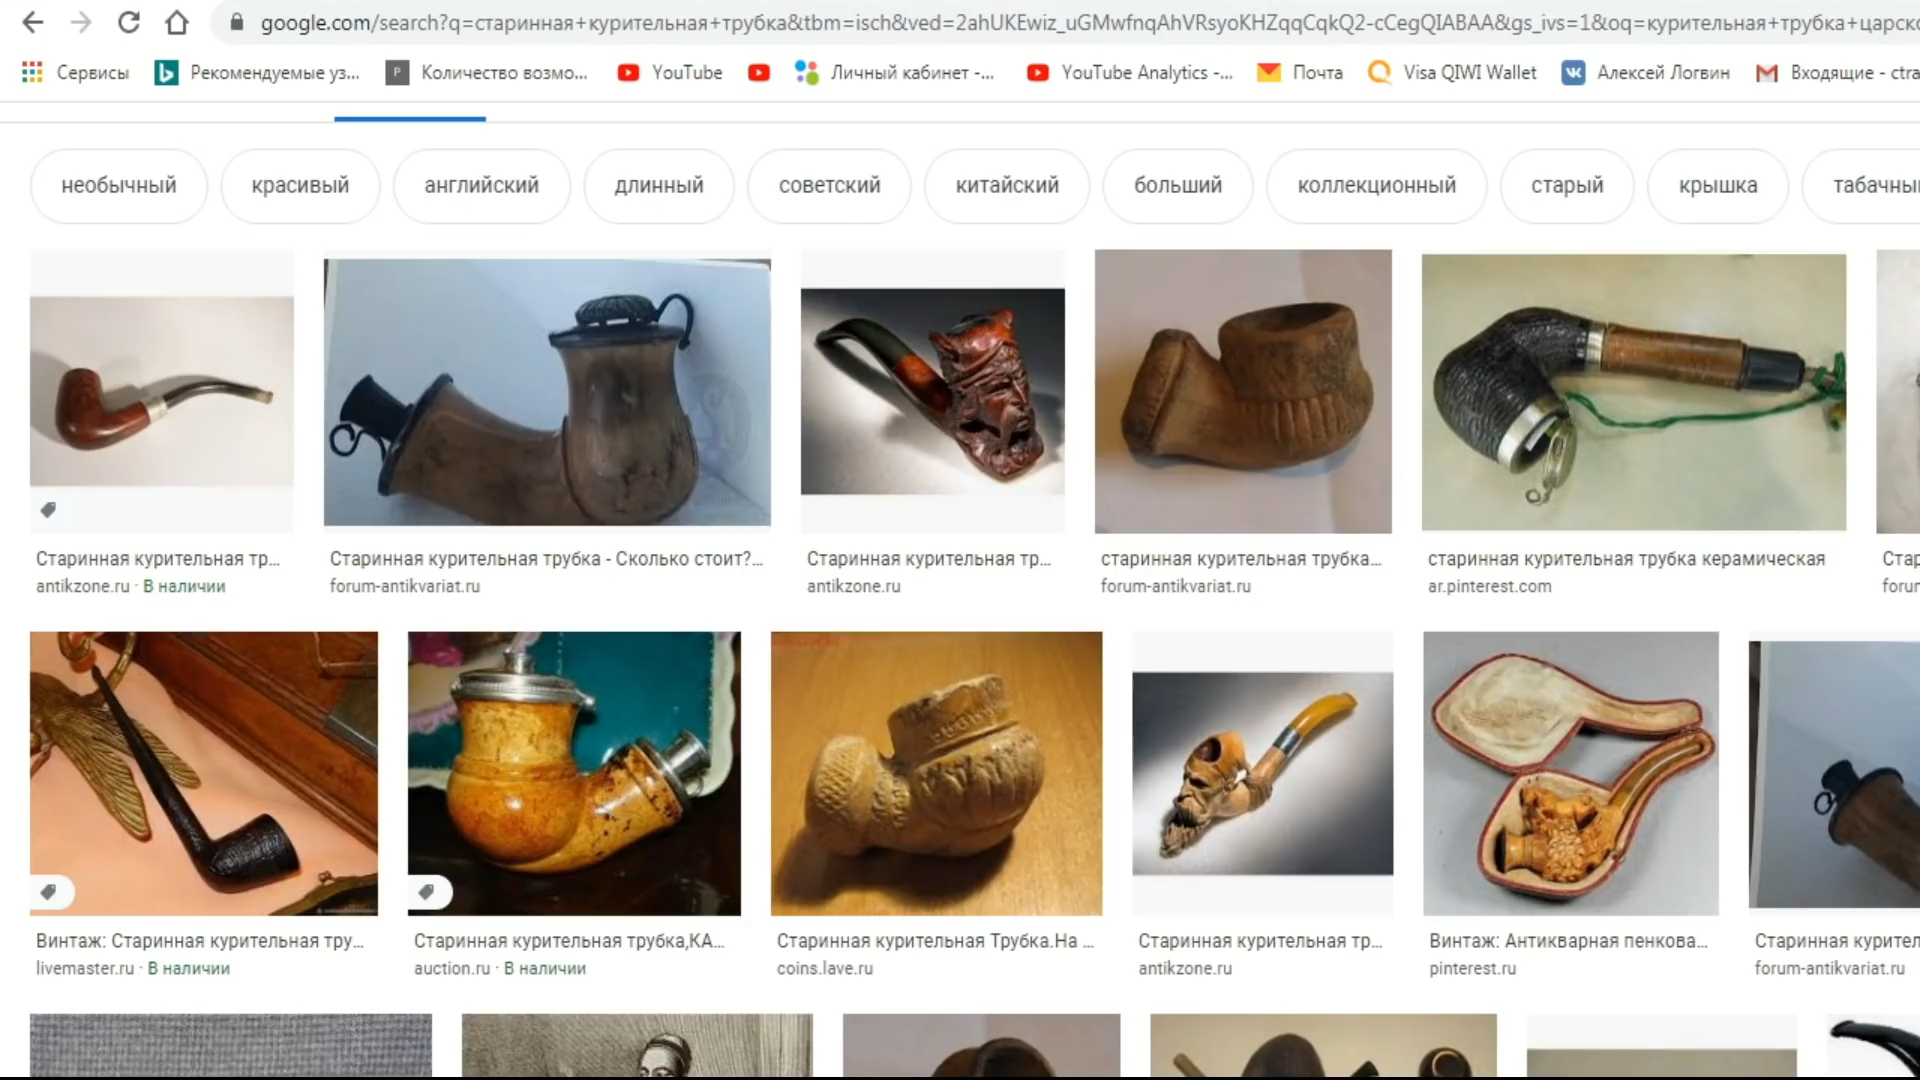 google.com/search?q=старинная+курительная+трубка&tbm=isch&ved=2ahUKEwiz_uGMwfnqAhVRsyoKHZqqCqkQ2-cCegQIABAA&gs_ivs=1&oq=курительная+трубка+царско
Сервисы Рекомендуемые уз... Количество возмо... YouTube Личный кабинет -... YouTube Analytics -... Почта Visa QIWI Wallet Алексей Логвин Входящие - ctra
необычный красивый английский длинный советский китайский больший коллекционный старый крышка табачны
Старинная курительная тр... Старинная курительная трубка - Сколько стоит?... Старинная курительная тр... старинная курительная трубка... старинная курительная трубка керамическая Стар
antikzone.ru · В наличии forum-antikvariat.ru antikzone.ru forum-antikvariat.ru ar.pinterest.com forur
Винтаж: Старинная курительная тру... Старинная курительная трубка,КА... Старинная курительная Трубка.На ... Старинная курительная тр... Винтаж: Антикварная пенкова... Старинная курител
livemaster.ru · В наличии auction.ru · В наличии coins.lave.ru antikzone.ru pinterest.ru forum-antikvariat.ru